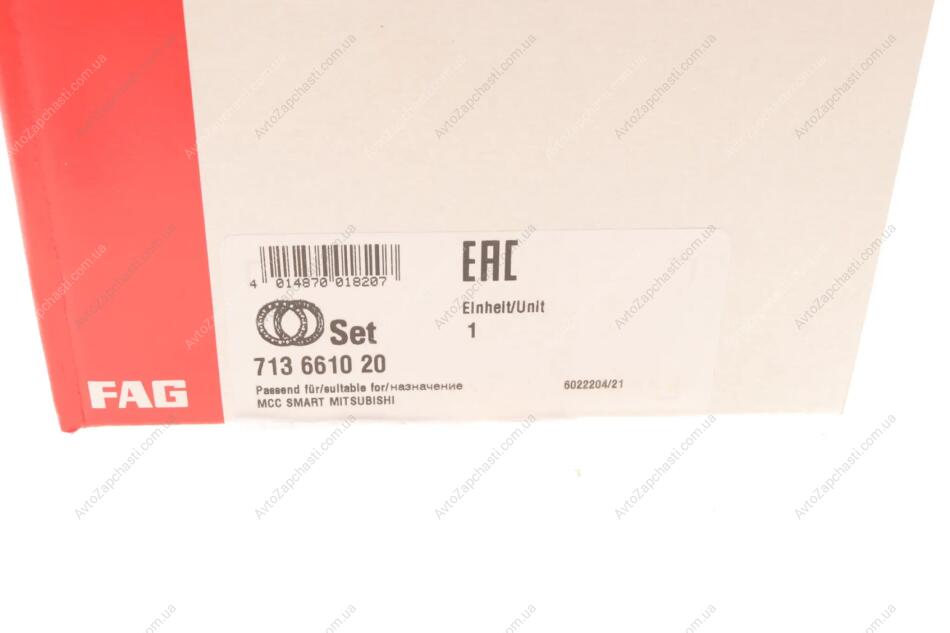 4 014870 018207
EAC
Einheit/Unit
1
Set
713 6610 20
Passend für/suitable for/назначение
MCC SMART MITSUBISHI
6022204/21
FAG
AvtoZapchasti.com.ua